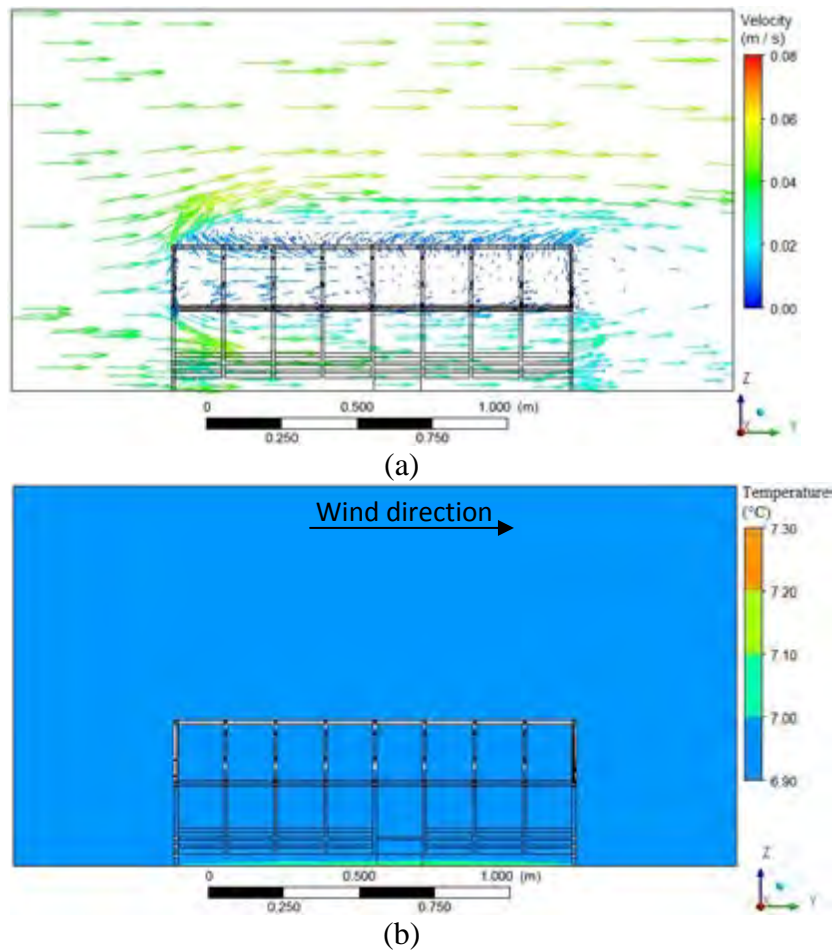 Velocity
(m / s)
0.08
0.06
0.04
0.02
0.00
Z
X
Y
0 0.500 1.000 (m)
0.250 0.750
(a)
Wind direction
Temperatures
(°C)
7.30
7.20
7.10
7.00
6.90
Z
X
Y
0 0.500 1.000 (m)
0.250 0.750
(b)